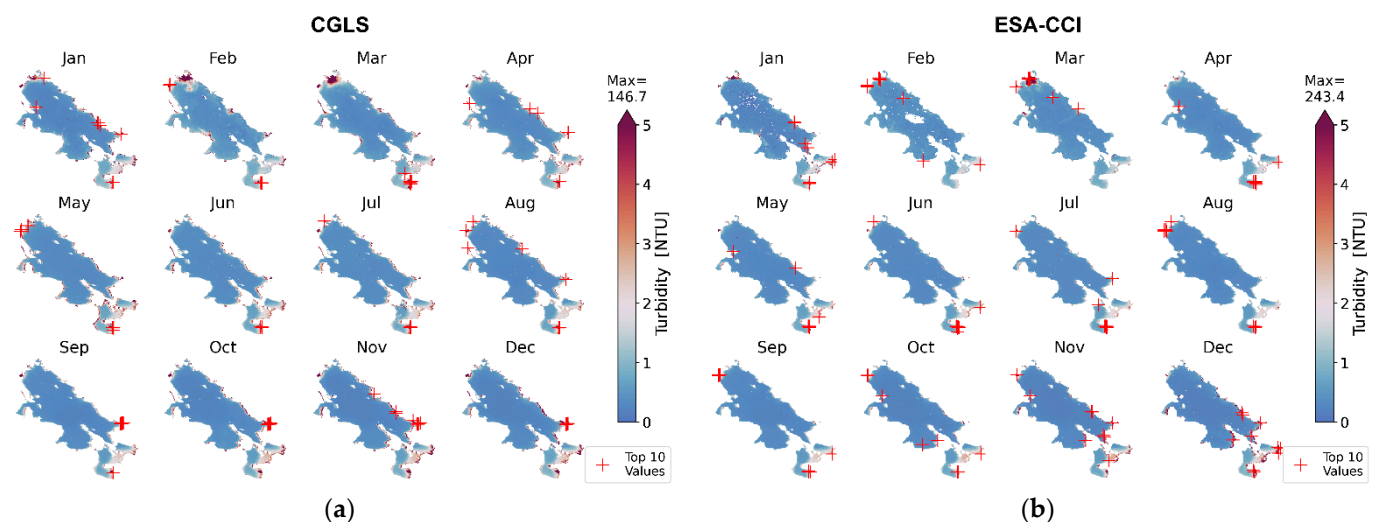 CGLS
Jan
Feb
Mar
Apr
Max=
146.7
5
4
3
2
1
0
Turbidity [NTU]
May
Jun
Jul
Aug
Sep
Oct
Nov
Dec
Top 10
Values
(a)
ESA-CCI
Jan
Feb
Mar
Apr
Max=
243.4
5
4
3
2
1
0
Turbidity [NTU]
May
Jun
Jul
Aug
Sep
Oct
Nov
Dec
Top 10
Values
(b)